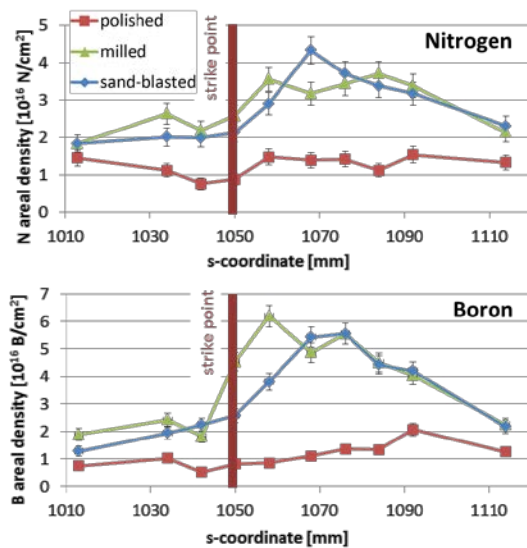 polished
milled
sand-blasted
strike point
Nitrogen
N areal density [10¹⁶ N/cm²]
5
4
3
2
1
0
1010 1030 1050 1070 1090 1110
s-coordinate [mm]
strike point
Boron
B areal density [10¹⁶ B/cm²]
7
6
5
4
3
2
1
0
1010 1030 1050 1070 1090 1110
s-coordinate [mm]